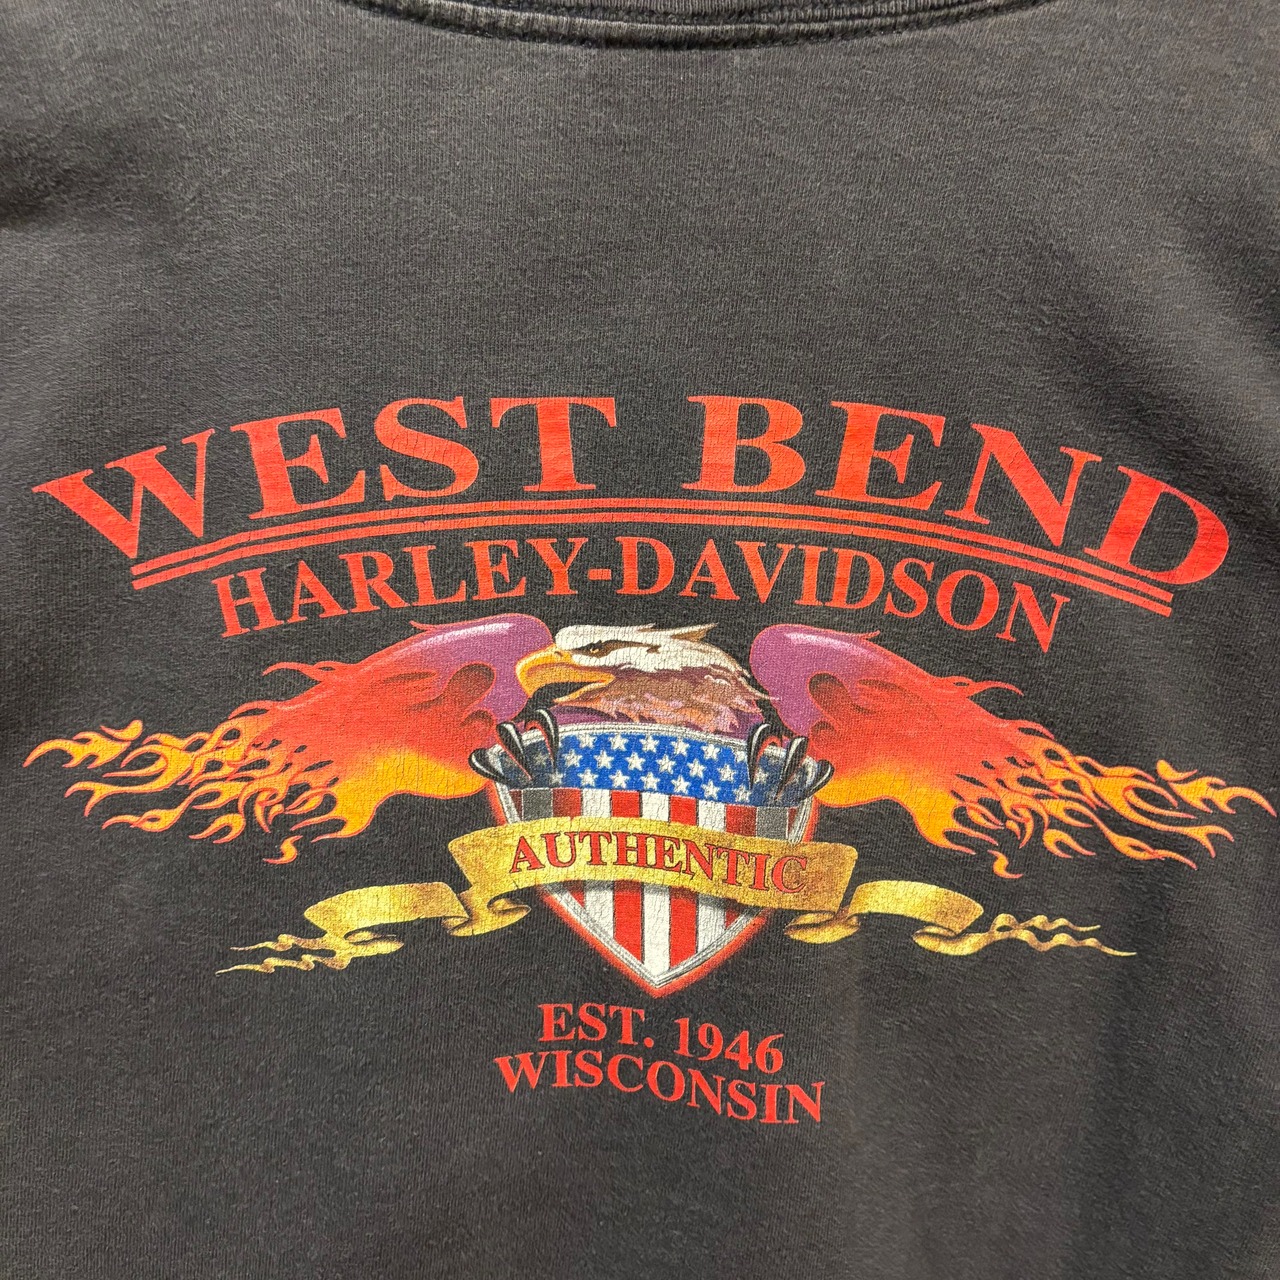 WEST BEND
HARLEY-DAVIDSON
AUTHENTIC
EST. 1946
WISCONSIN